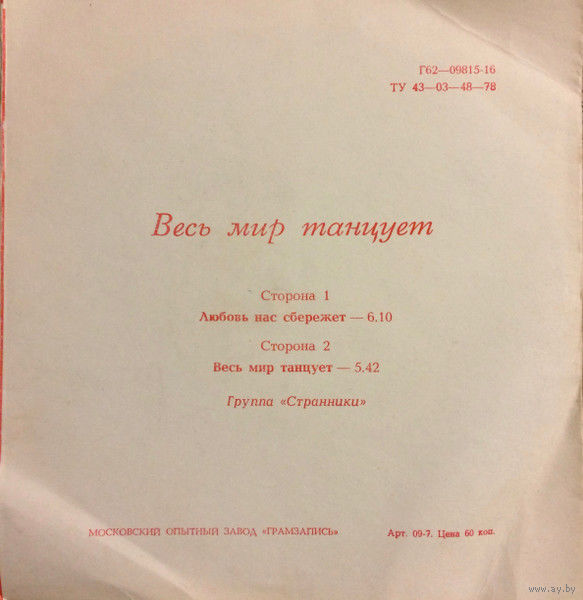 Г62—09815-16
ТУ 43—03—48—78
Весь мир танцует
Сторона 1
Любовь нас сбережет — 6.10
Сторона 2
Весь мир танцует — 5.42
Группа «Странники»
МОСКОВСКИЙ ОПЫТНЫЙ ЗАВОД «ГРАМЗАПИСЬ» Арт. 09-7. Цена 60 коп.
www.ay.by